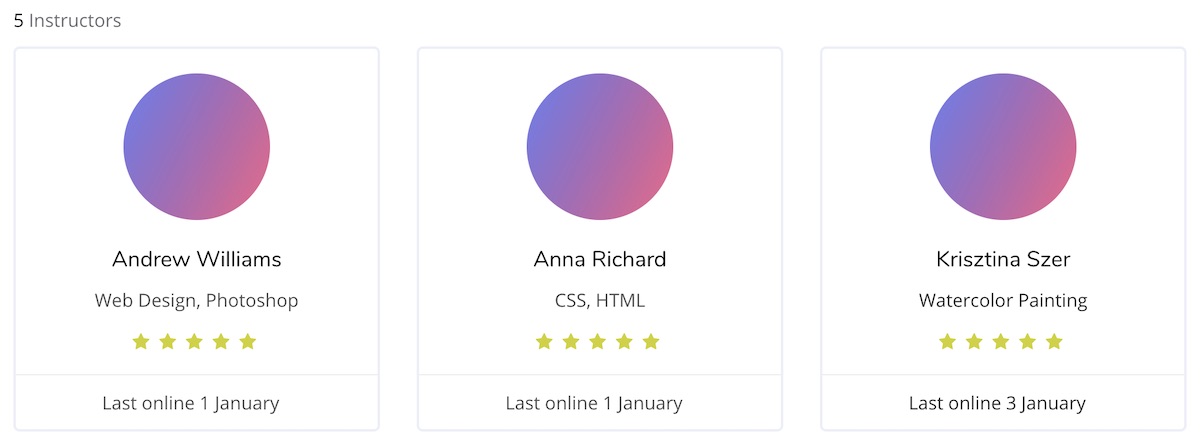 5 Instructors
Andrew Williams
Web Design, Photoshop
Last online 1 January
Anna Richard
CSS, HTML
Last online 1 January
Krisztina Szer
Watercolor Painting
Last online 3 January